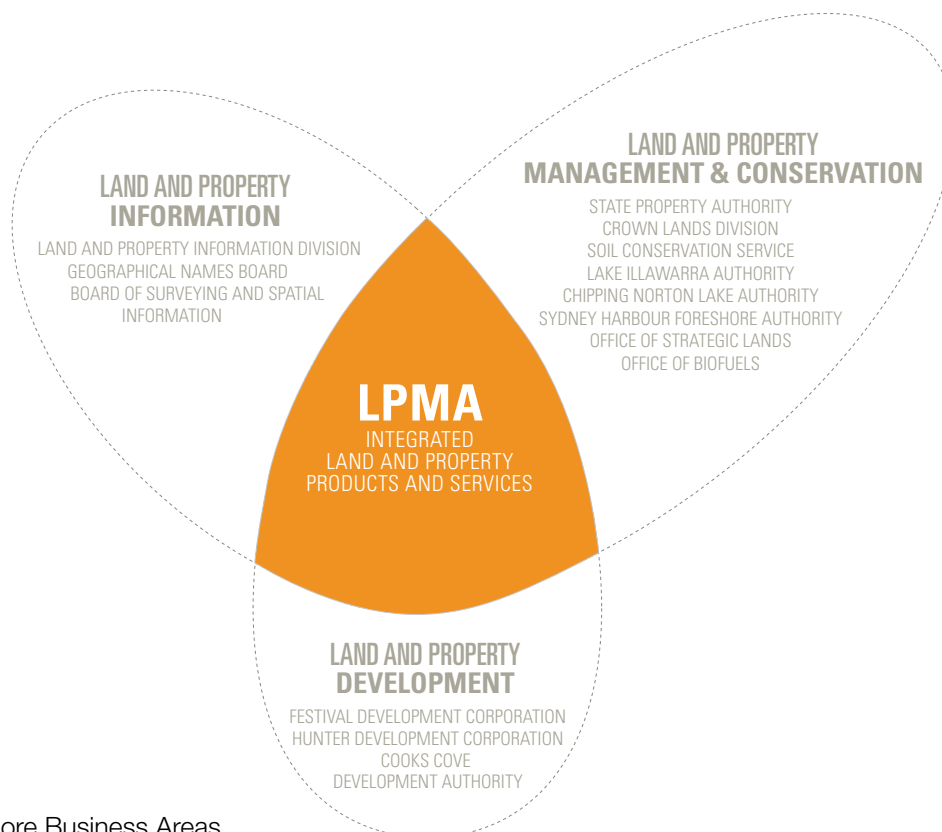 LAND AND PROPERTY
INFORMATION
LAND AND PROPERTY INFORMATION DIVISION
GEOGRAPHICAL NAMES BOARD
BOARD OF SURVEYING AND SPATIAL
INFORMATION
LAND AND PROPERTY
MANAGEMENT & CONSERVATION
STATE PROPERTY AUTHORITY
CROWN LANDS DIVISION
SOIL CONSERVATION SERVICE
LAKE ILLAWARRA AUTHORITY
CHIPPING NORTON LAKE AUTHORITY
SYDNEY HARBOUR FORESHORE AUTHORITY
OFFICE OF STRATEGIC LANDS
OFFICE OF BIOFUELS
LPMA
INTEGRATED
LAND AND PROPERTY
PRODUCTS AND SERVICES
LAND AND PROPERTY
DEVELOPMENT
FESTIVAL DEVELOPMENT CORPORATION
HUNTER DEVELOPMENT CORPORATION
COOKS COVE
DEVELOPMENT AUTHORITY
ore Business Areas